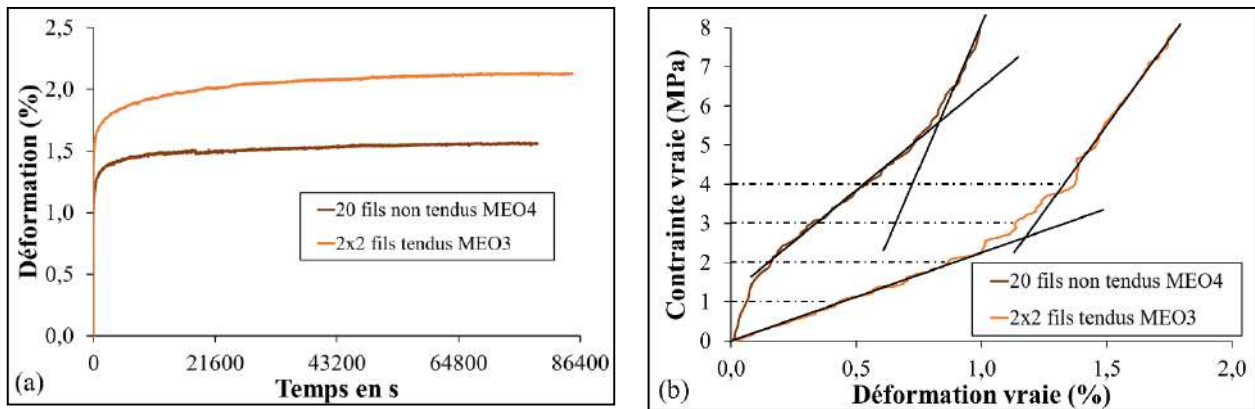 2,5
2,0
1,5
1,0
0,5
0,0
Déformation (%)
20 fils non tendus MEO4
2x2 fils tendus MEO3
0
21600
43200
64800
86400
(a)
Temps en s
8
7
6
5
4
3
2
1
0
Contrainte vraie (MPa)
20 fils non tendus MEO4
2x2 fils tendus MEO3
0,0
0,5
1,0
1,5
2,0
Déformation vraie (%)
(b)